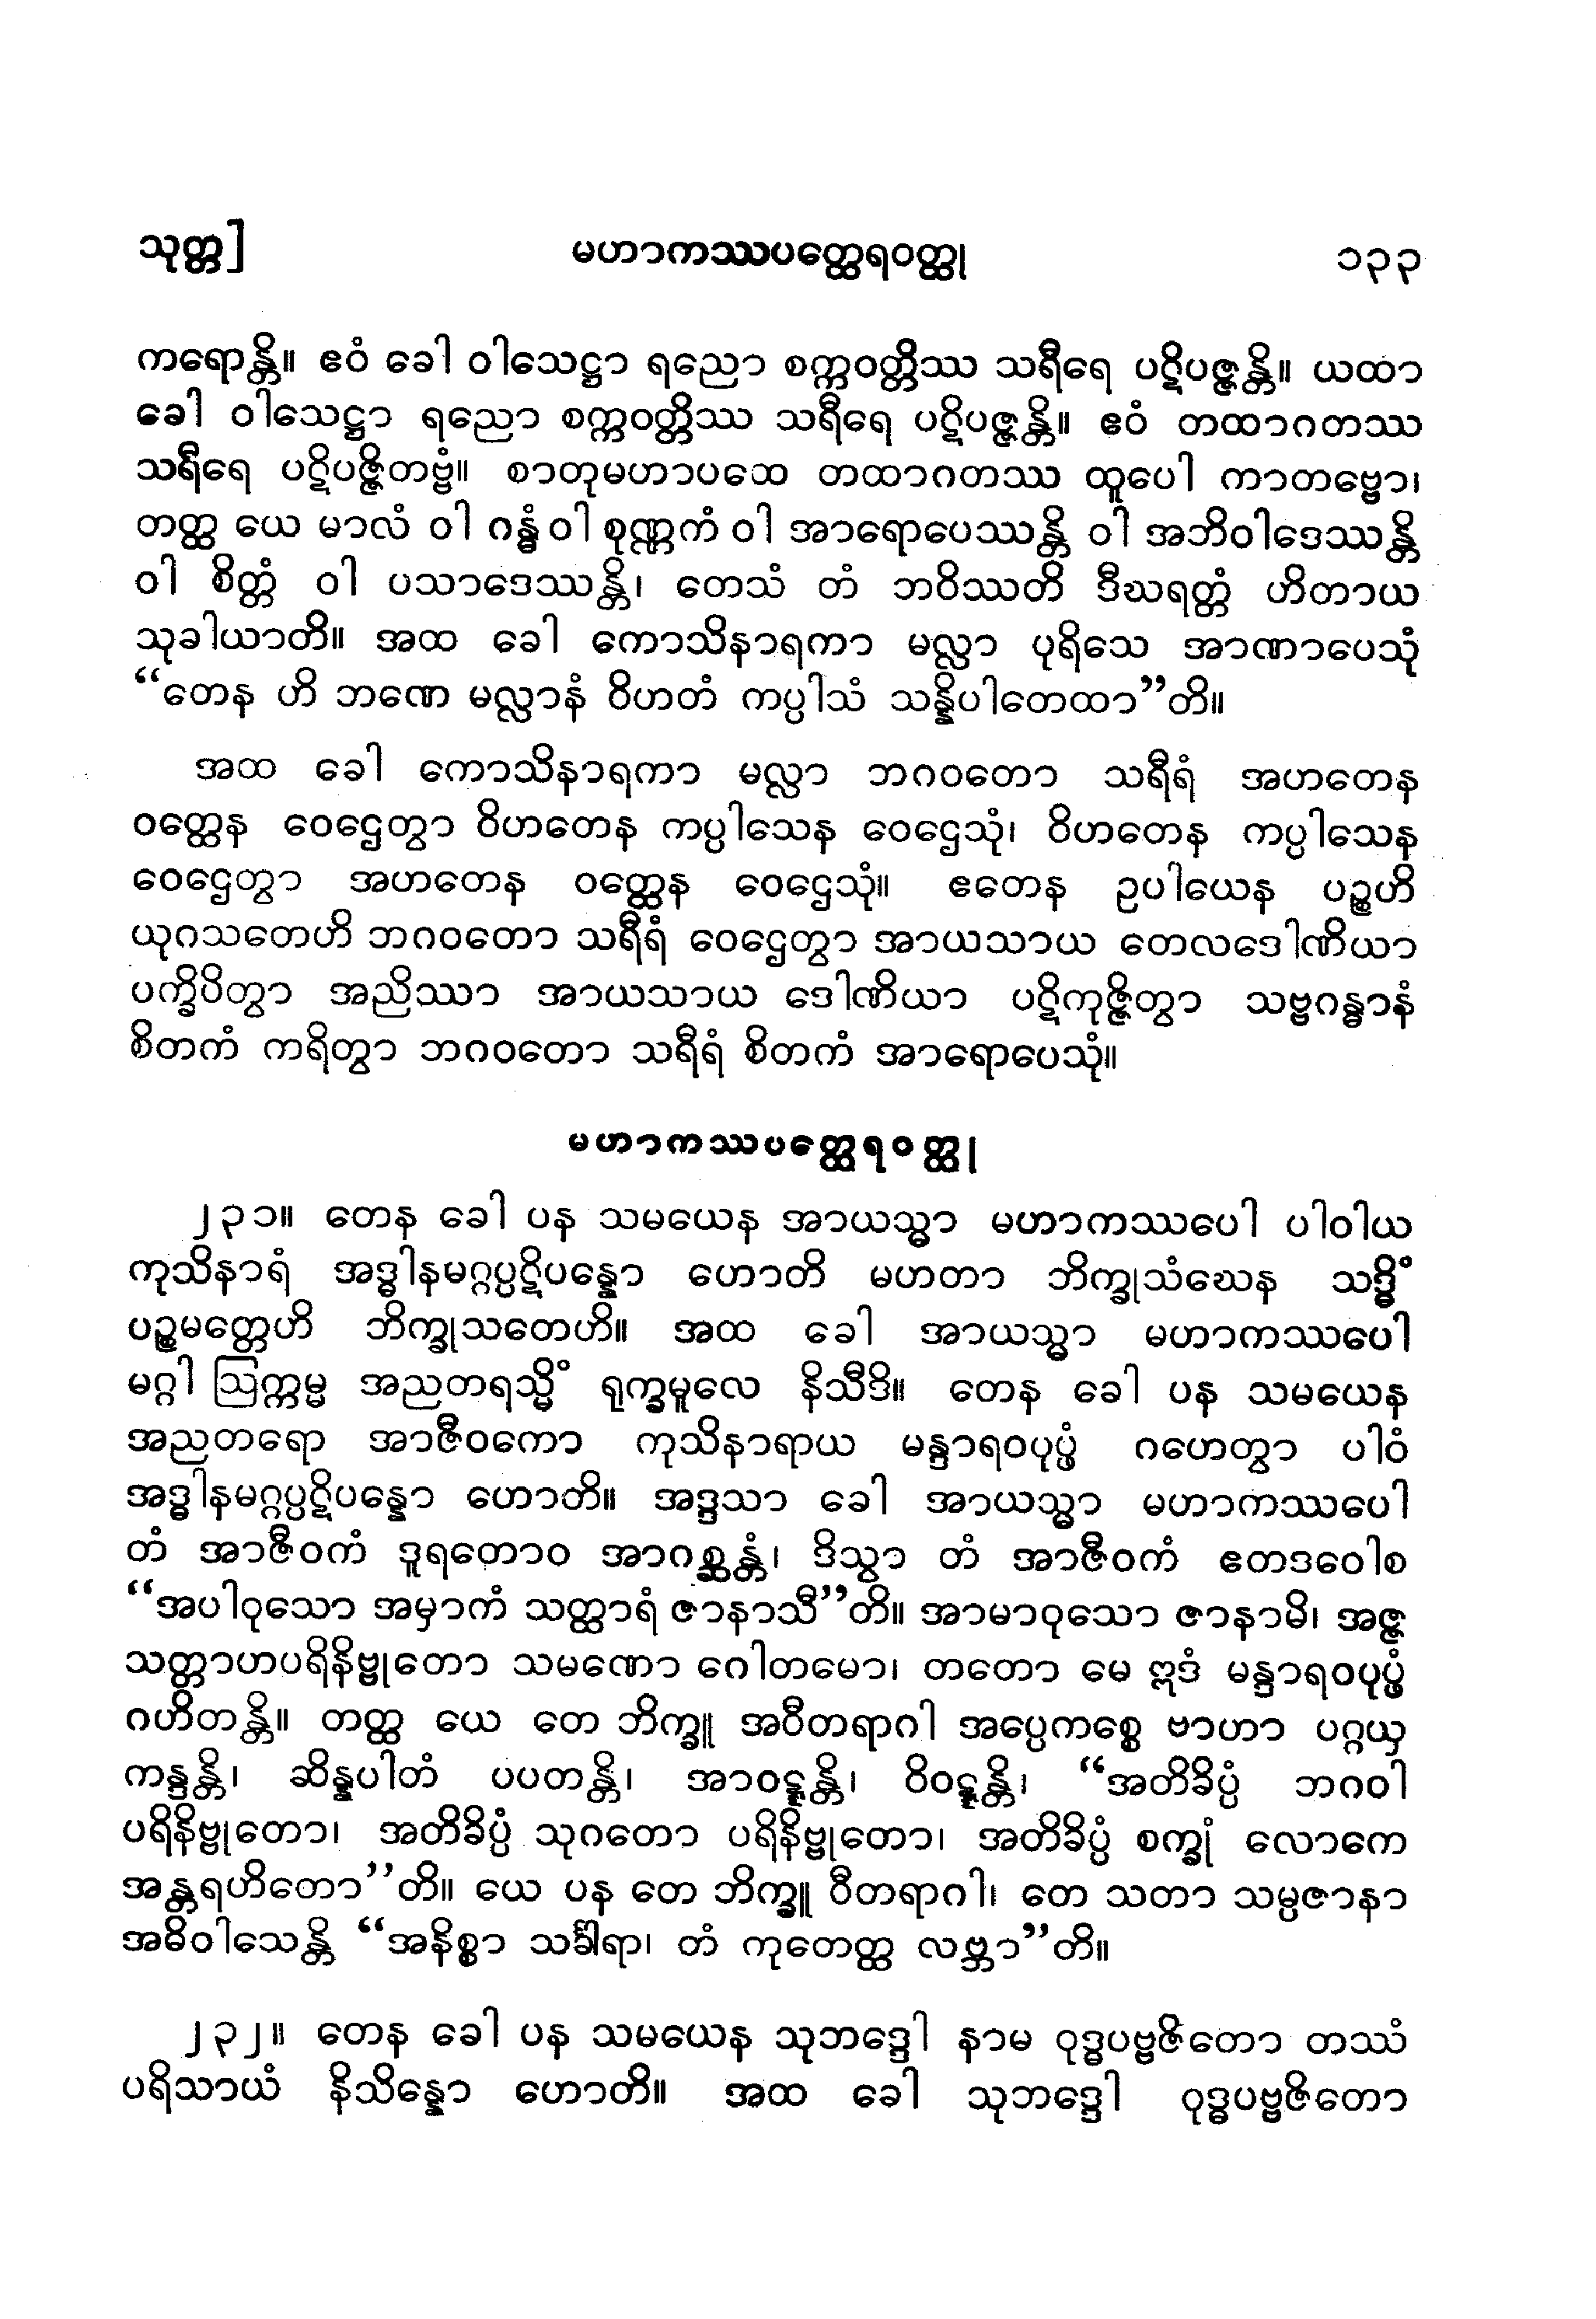 သုတ္တ]
မဟာကဿပတ္ထေရဝတ္ထု
၁၃၃
ကရောန္တိ။ ဧဝံ ခေါ ဝါသေဋ္ဌာ ရညော စက္ကဝတ္တိဿ သရီရေ ပဋိပဇ္ဇန္တိ။ ယထာ
ခေါ ဝါသေဋ္ဌာ ရညော စက္ကဝတ္တိဿ သရီရေ ပဋိပဇ္ဇန္တိ။ ဧဝံ တထာဂတဿ
သရီရေ ပဋိပဇ္ဇိတဗ္ဗံ။ စာတုမဟာပထေ တထာဂတဿ ထူပေါ ကာတဗ္ဗော၊
တတ္ထ ယေ မာလံ ဝါ ဂန္ဓံ ဝါ စုဏ္ဏကံ ဝါ အာရောပေဿန္တိ ဝါ အဘိဝါဒေဿန္တိ
ဝါ စိတ္တံ ဝါ ပသာဒေဿန္တိ၊ တေသံ တံ ဘဝိဿတိ ဒီဃရတ္တံ ဟိတာယ
သုခါယာတိ။ အထ ခေါ ကောသိနာရကာ မလ္လာ ပုရိသေ အာဏာပေသုံ
“တေန ဟိ ဘဏေ မလ္လာနံ ဝိဟတံ ကပ္ပါသံ သန္နိပါတေထာ”တိ။
အထ ခေါ ကောသိနာရကာ မလ္လာ ဘဂဝတော သရီရံ အဟတေန
ဝတ္ထေန ဝေဌေတွာ ဝိဟတေန ကပ္ပါသေန ဝေဌေသုံ၊ ဝိဟတေန ကပ္ပါသေန
ဝေဌေတွာ အဟတေန ဝတ္ထေန ဝေဌေသုံ။ ဧတေန ဥပါယေန ပဉ္စဟိ
ယုဂသတေဟိ ဘဂဝတော သရီရံ ဝေဌေတွာ အာယသာယ တေလဒေါဏိယာ
ပက္ခိပိတွာ အညိဿာ အာယသာယ ဒေါဏိယာ ပဋိကုဇ္ဇိတွာ သဗ္ဗဂန္ဓာနံ
စိတကံ ကရိတွာ ဘဂဝတော သရီရံ စိတကံ အာရောပေသုံ။
မဟာကဿပတ္ထေရဝတ္ထု
၂၃၁။ တေန ခေါ ပန သမယေန အာယသ္မာ မဟာကဿပေါ ပါဝါယ
ကုသိနာရံ အဒ္ဓါနမဂ္ဂပ္ပဋိပန္နော ဟောတိ မဟတာ ဘိက္ခုသံဃေန သဒ္ဓိံ
ပဉ္စမတ္တေဟိ ဘိက္ခုသတေဟိ။ အထ ခေါ အာယသ္မာ မဟာကဿပေါ
မဂ္ဂါ ဩက္ကမ္မ အညတရသ္မိံ ရုက္ခမူလေ နိသီဒိ။ တေန ခေါ ပန သမယေန
အညတရော အာဇီဝကော ကုသိနာရာယ မန္ဒာရဝပုပ္ဖံ ဂဟေတွာ ပါဝံ
အဒ္ဓါနမဂ္ဂပ္ပဋိပန္နော ဟောတိ။ အဒ္ဒသာ ခေါ အာယသ္မာ မဟာကဿပေါ
တံ အာဇီဝကံ ဒူရတောဝ အာဂစ္ဆန္တံ၊ ဒိသွာ တံ အာဇီဝကံ ဧတဒဝေါစ
“အပါဝုသော အမှာကံ သတ္ထာရံ ဇာနာသီ”တိ။ အာမာဝုသော ဇာနာမိ၊ အဇ္ဇ
သတ္တာဟပရိနိဗ္ဗုတော သမဏော ဂေါတမော၊ တတော မေ ဣဒံ မန္ဒာရဝပုပ္ဖံ
ဂဟိတန္တိ။ တတ္ထ ယေ တေ ဘိက္ခူ အဝီတရာဂါ အပ္ပေကစ္စေ ဗာဟာ ပဂ္ဂယှ
ကန္ဒန္တိ၊ ဆိန္နပါတံ ပပတန္တိ၊ အာဝဋ္ဋန္တိ၊ ဝိဝဋ္ဋန္တိ၊ “အတိခိပ္ပံ ဘဂဝါ
ပရိနိဗ္ဗုတော၊ အတိခိပ္ပံ သုဂတော ပရိနိဗ္ဗုတော၊ အတိခိပ္ပံ စက္ခုံ လောကေ
အန္တရဟိတော”တိ။ ယေ ပန တေ ဘိက္ခူ ဝီတရာဂါ၊ တေ သတာ သမ္ပဇာနာ
အဓိဝါသေန္တိ “အနိစ္စာ သင်္ခါရာ၊ တံ ကုတေတ္ထ လဗ္ဘာ”တိ။
၂၃၂။ တေန ခေါ ပန သမယေန သုဘဒ္ဒေါ နာမ ဝုဒ္ဓပဗ္ဗဇိတော တဿံ
ပရိသာယံ နိသိန္နော ဟောတိ။ အထ ခေါ သုဘဒ္ဒေါ ဝုဒ္ဓပဗ္ဗဇိတော